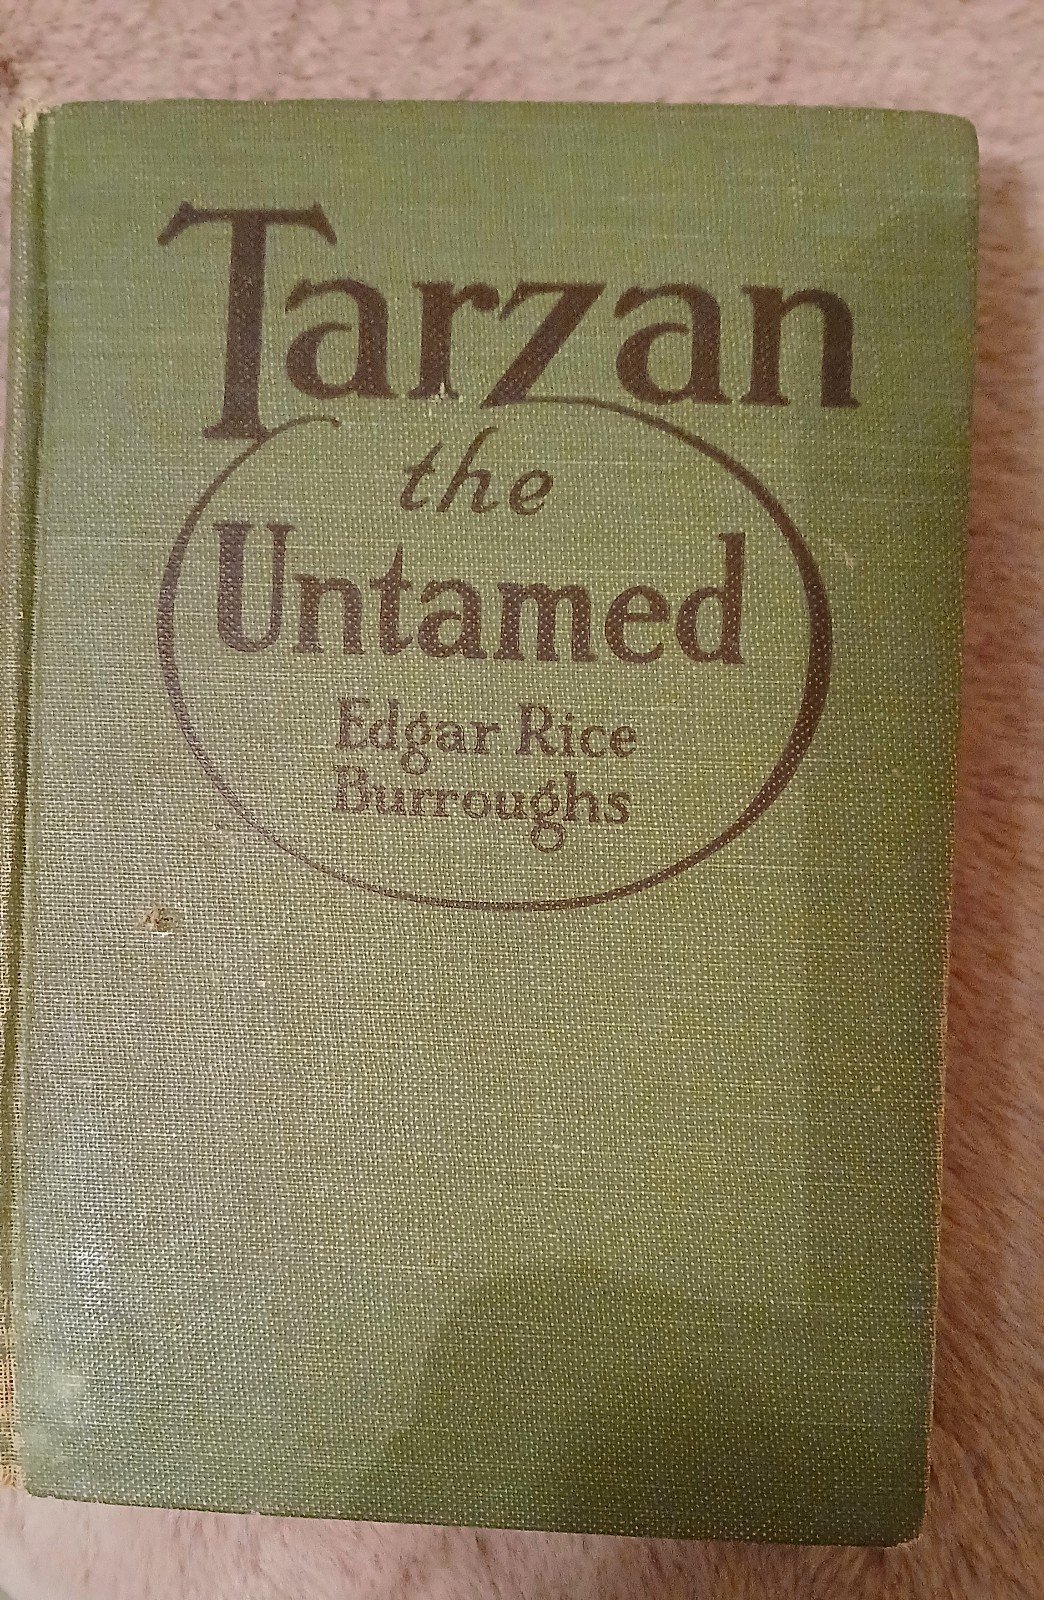 Tarzan
the
Untamed
Edgar Rice
Burroughs